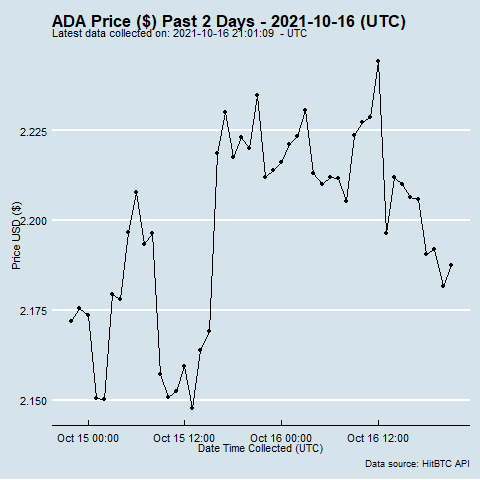 ADA Price ($) Past 2 Days - 2021-10-16 (UTC)
Latest data collected on: 2021-10-16 21:01:09 - UTC
2.225
2.200
2.175
2.150
Price USD ($)
Oct 15 00:00 Oct 15 12:00 Oct 16 00:00 Oct 16 12:00
Date Time Collected (UTC)
Data source: HitBTC API